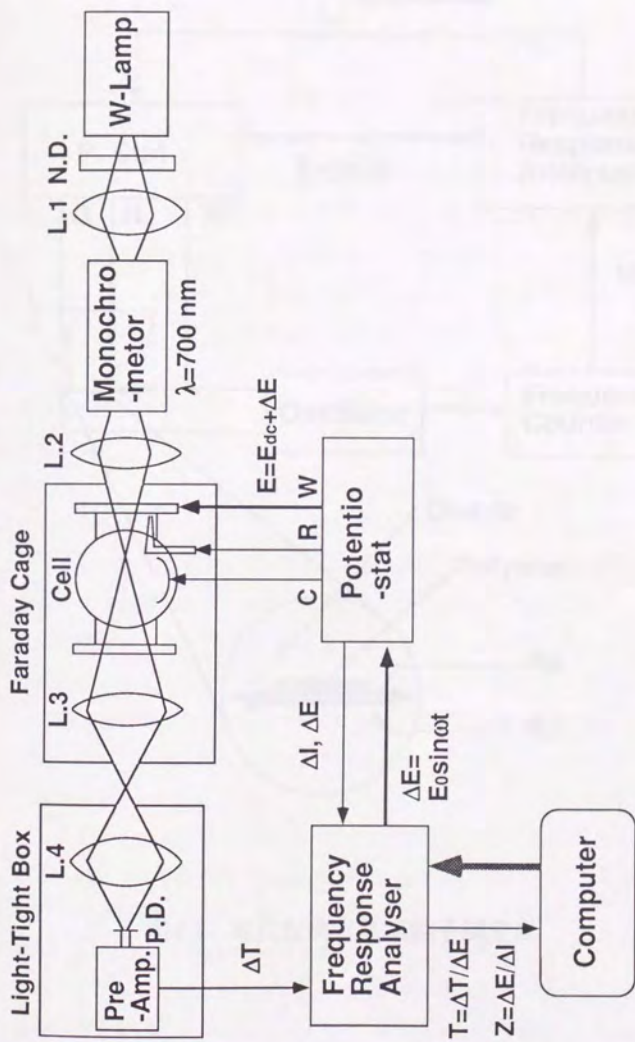 Light-Tight Box
Faraday Cage
Pre
-Amp.
P.D.
L.4
L.3
Cell
L.2
Monochro
-metor
λ=700 nm
L.1
N.D.
W-Lamp
ΔT
C
R
W
E=Edc+ΔE
Potentio
-stat
ΔI, ΔE
ΔE=
E0sinωt
Frequency
Response
Analyser
T=ΔT/ΔE
Z=ΔE/ΔI
Computer